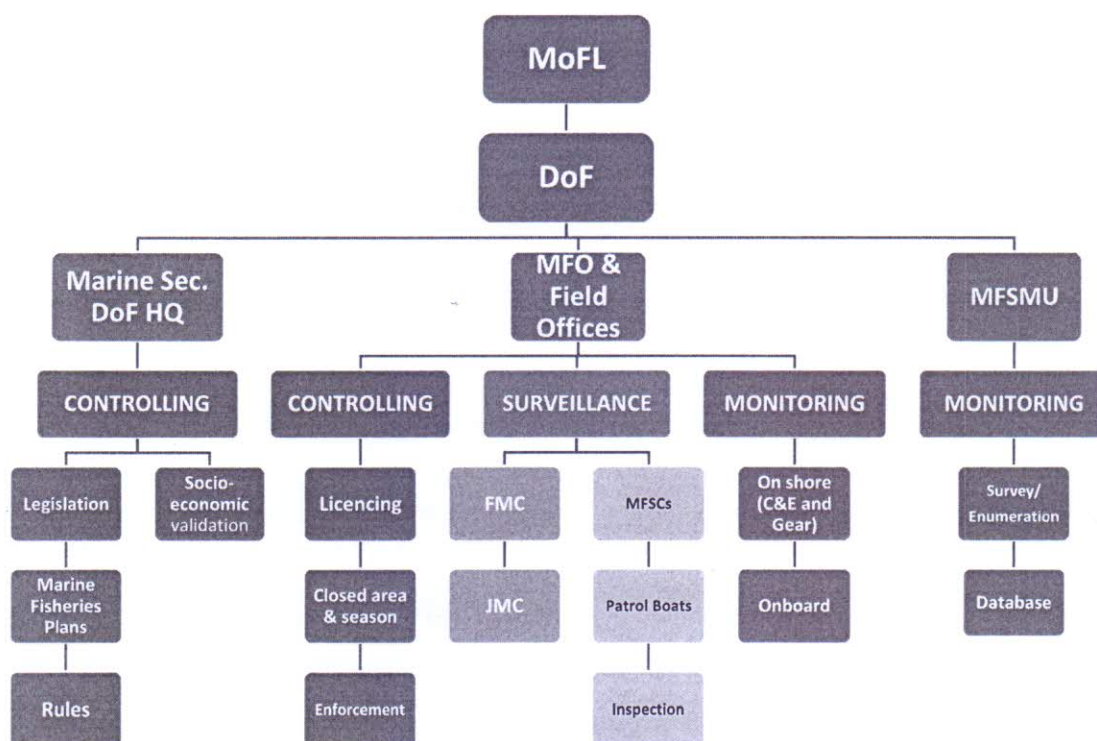 MoFL
DoF
Marine Sec.
DoF HQ
MFO &
Field
Offices
MFSMU
CONTROLLING
CONTROLLING
SURVEILLANCE
MONITORING
MONITORING
Legislation
Socio-
economic
validation
Licencing
FMC
MFSCs
On shore
(C&E and
Gear)
Survey/
Enumeration
Marine
Fisheries
Plans
Closed area
& season
JMC
Patrol Boats
Onboard
Database
Rules
Enforcement
Inspection